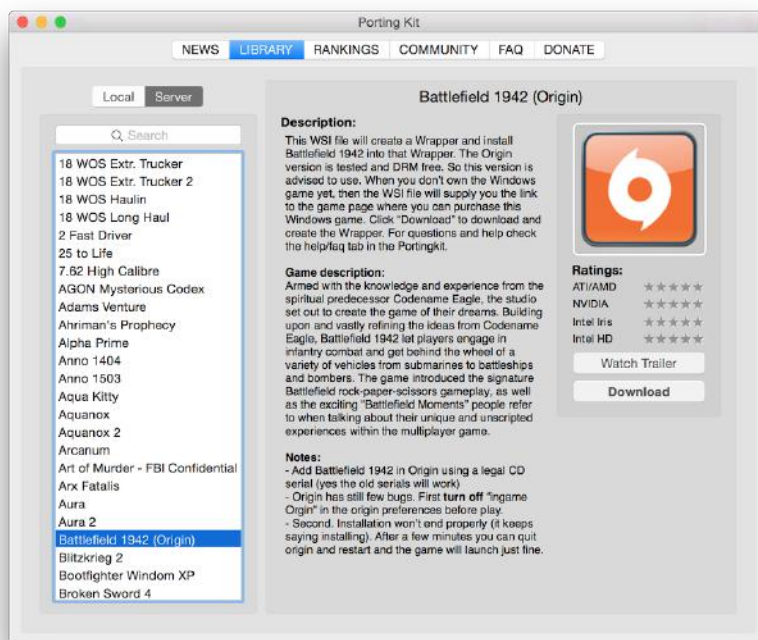 Porting Kit
NEWS LIBRARY RANKINGS COMMUNITY FAQ DONATE
Local Server
Search
18 WOS Extr. Trucker
18 WOS Extr. Trucker 2
18 WOS Haulin
18 WOS Long Haul
2 Fast Driver
25 to Life
7.62 High Calibre
AGON Mysterious Codex
Adams Venture
Ahriman's Prophecy
Alpha Prime
Anno 1404
Anno 1503
Aqua Kitty
Aquanox
Aquanox 2
Arcanum
Art of Murder - FBI Confidential
Arx Fatalis
Aura
Aura 2
Battlefield 1942 (Origin)
Blitzkrieg 2
Bootfighter Windom XP
Broken Sword 4
Battlefield 1942 (Origin)
Description:
This WSI file will create a Wrapper and install
Battlefield 1942 into that Wrapper. The Origin
version is tested and DRM free. So this version is
advised to use. When you don't own the Windows
game yet, then the WSI file will supply you the link
to the game page where you can purchase this
Windows game. Click "Download" to download and
create the Wrapper. For questions and help check
the help/faq tab in the Portingkit.
Game description:
Armed with the knowledge and experience from the
spiritual predecessor Codename Eagle, the studio
set out to create the game of their dreams. Building
upon and vastly refining the ideas from Codename
Eagle, Battlefield 1942 let players engage in
infantry combat and get behind the wheel of a
variety of vehicles from submarines to battleships
and bombers. The game introduced the signature
Battlefield rock-paper-scissors gameplay, as well
as the exciting "Battlefield Moments" people refer
to when talking about their unique and unscripted
experiences within the multiplayer game.
Notes:
- Add Battlefield 1942 in Origin using a legal CD
serial (yes the old serials will work)
- Origin has still few bugs. First turn off "ingame
Orgin" in the origin preferences before play.
- Second. Installation won't end properly (it keeps
saying installing). After a few minutes you can quit
origin and restart and the game will launch just fine.
Ratings:
ATI/AMD
NVIDIA
Intel Iris
Intel HD
Watch Trailer
Download